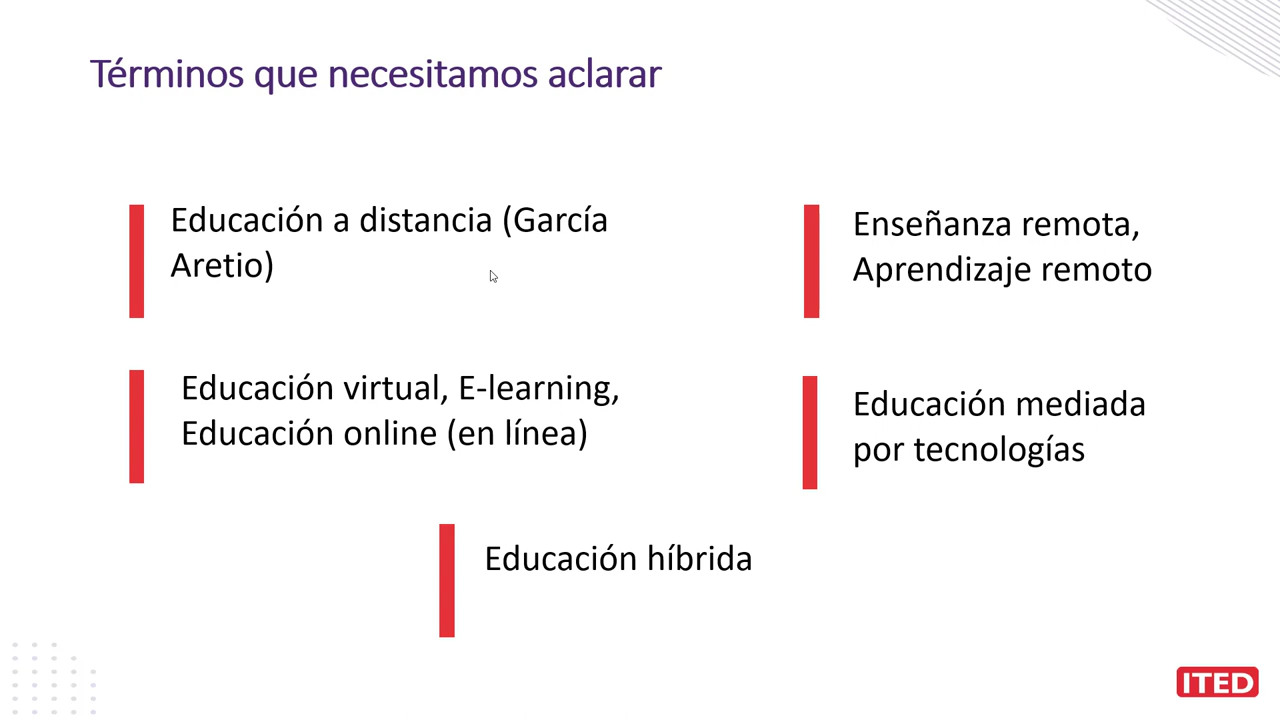 Términos que necesitamos aclarar
Educación a distancia (García
Aretio)
Enseñanza remota,
Aprendizaje remoto
Educación virtual, E-learning,
Educación online (en línea)
Educación mediada
por tecnologías
Educación híbrida
ITED